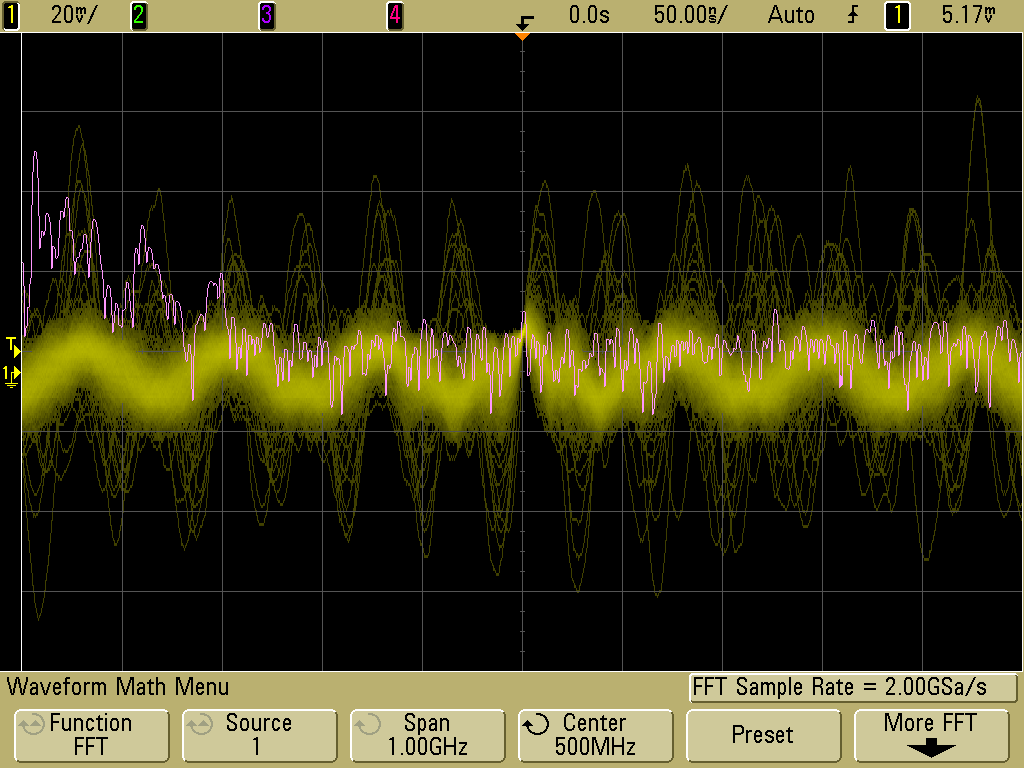 1 20mV/ 2 3 4 0.0s 50.00ns/ Auto 1 5.17mV
T
1
Waveform Math Menu FFT Sample Rate = 2.00GSa/s
Function Source Span Center Preset More FFT
FFT 1 1.00GHz 500MHz